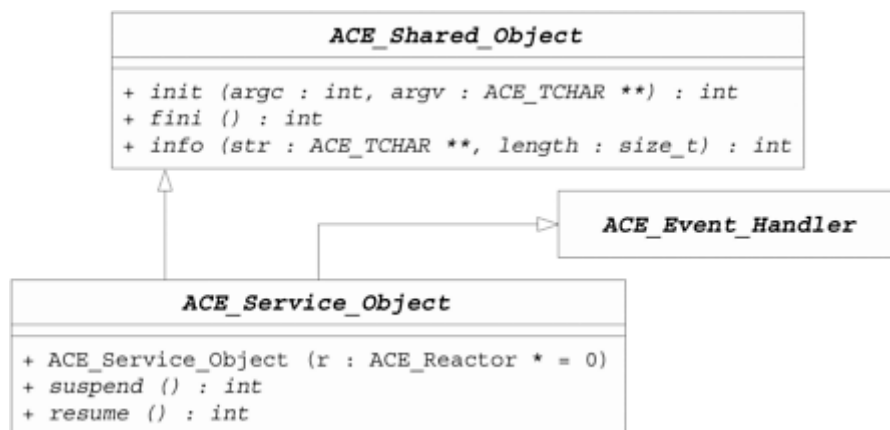 ACE_Shared_Object
+ init (argc : int, argv : ACE_TCHAR **) : int
+ fini () : int
+ info (str : ACE_TCHAR **, length : size_t) : int
ACE_Event_Handler
ACE_Service_Object
+ ACE_Service_Object (r : ACE_Reactor * = 0)
+ suspend () : int
+ resume () : int